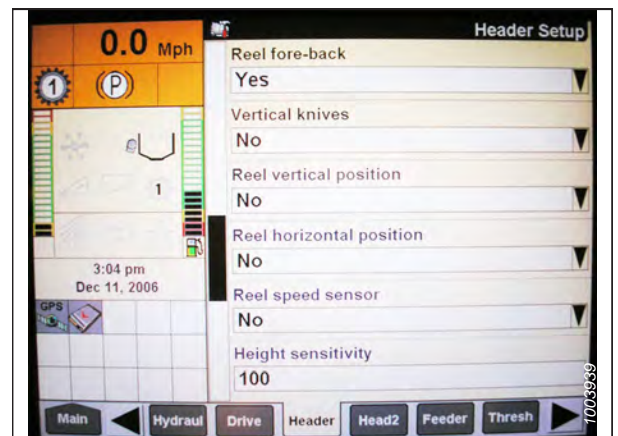 0.0 Mph
1
(P)
1
3:04 pm
Dec 11, 2006
GPS
Header Setup
Reel fore-back
Yes
Vertical knives
No
Reel vertical position
No
Reel horizontal position
No
Reel speed sensor
No
Height sensitivity
100
Main Hydraul Drive Header Head2 Feeder Thresh
1003939